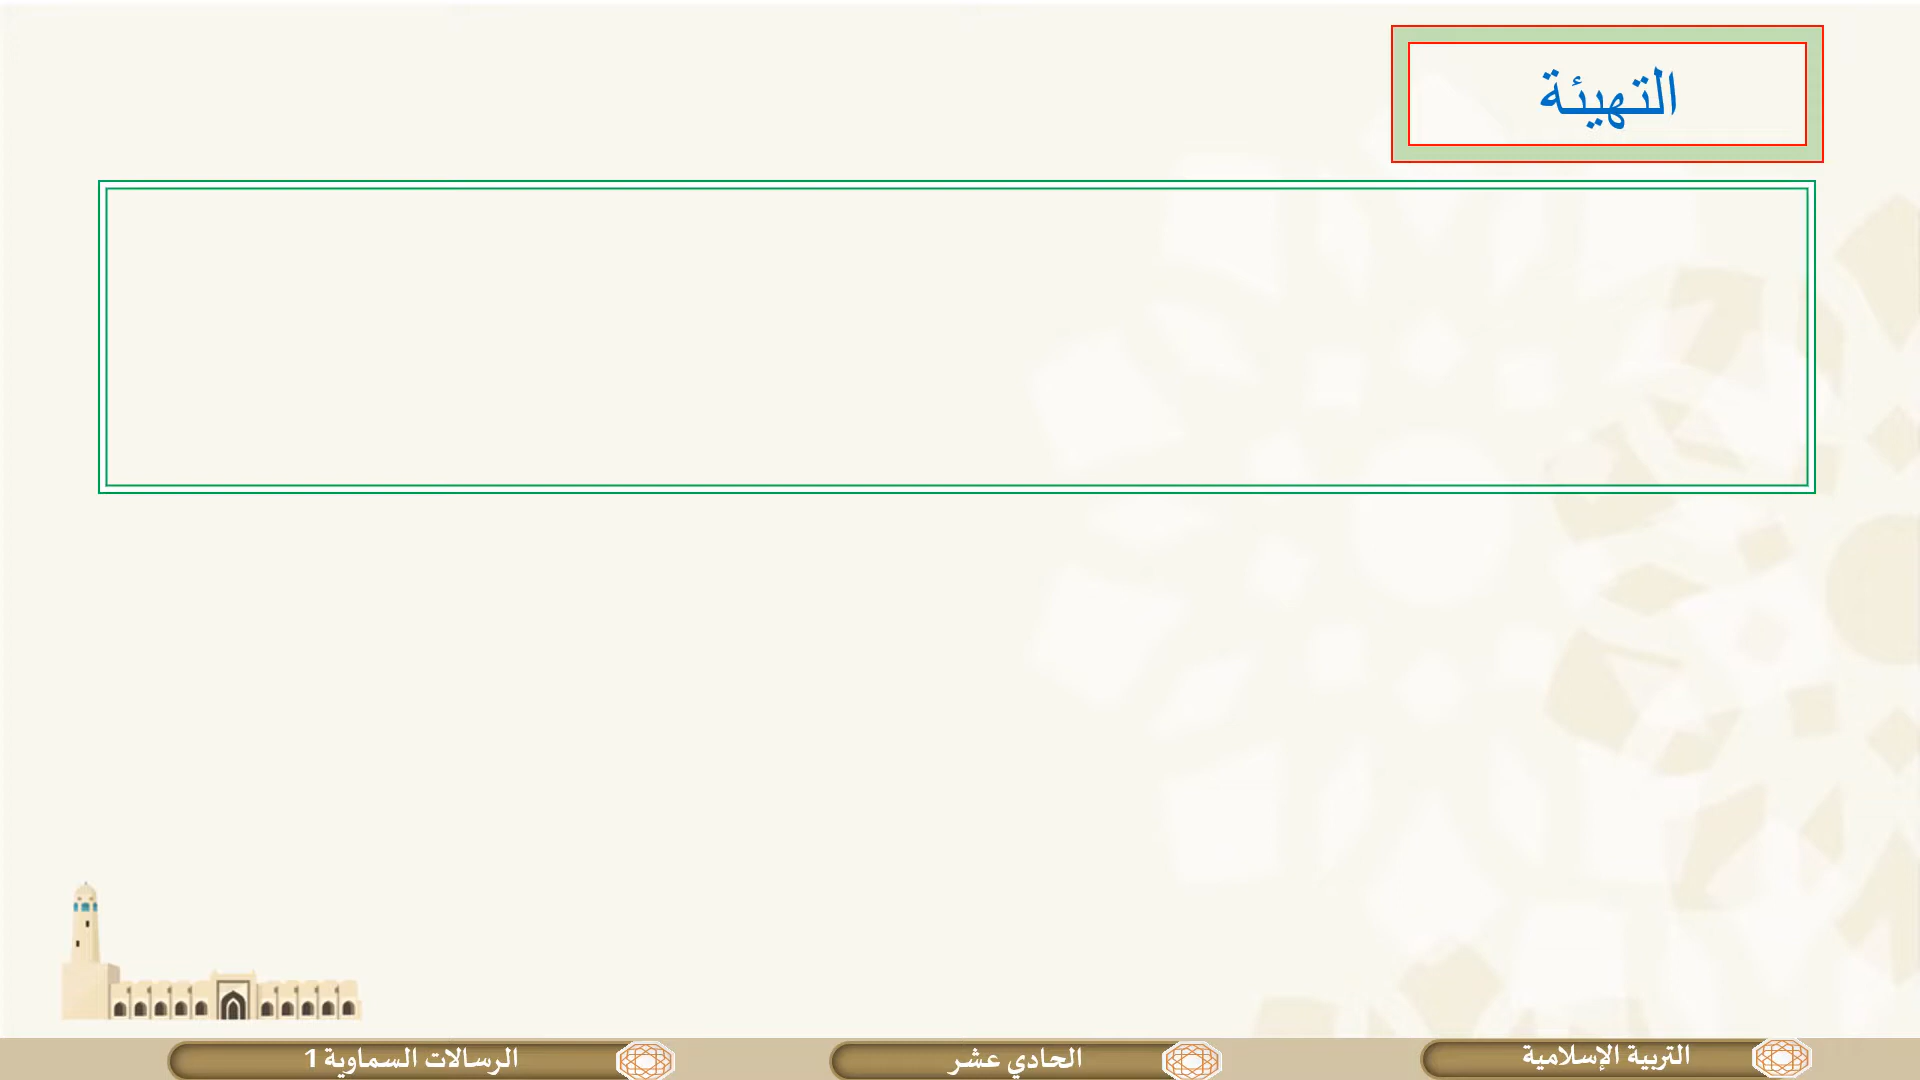 التهيئة
التربية الإسلامية
الحادي عشر
الرسالات السماوية 1